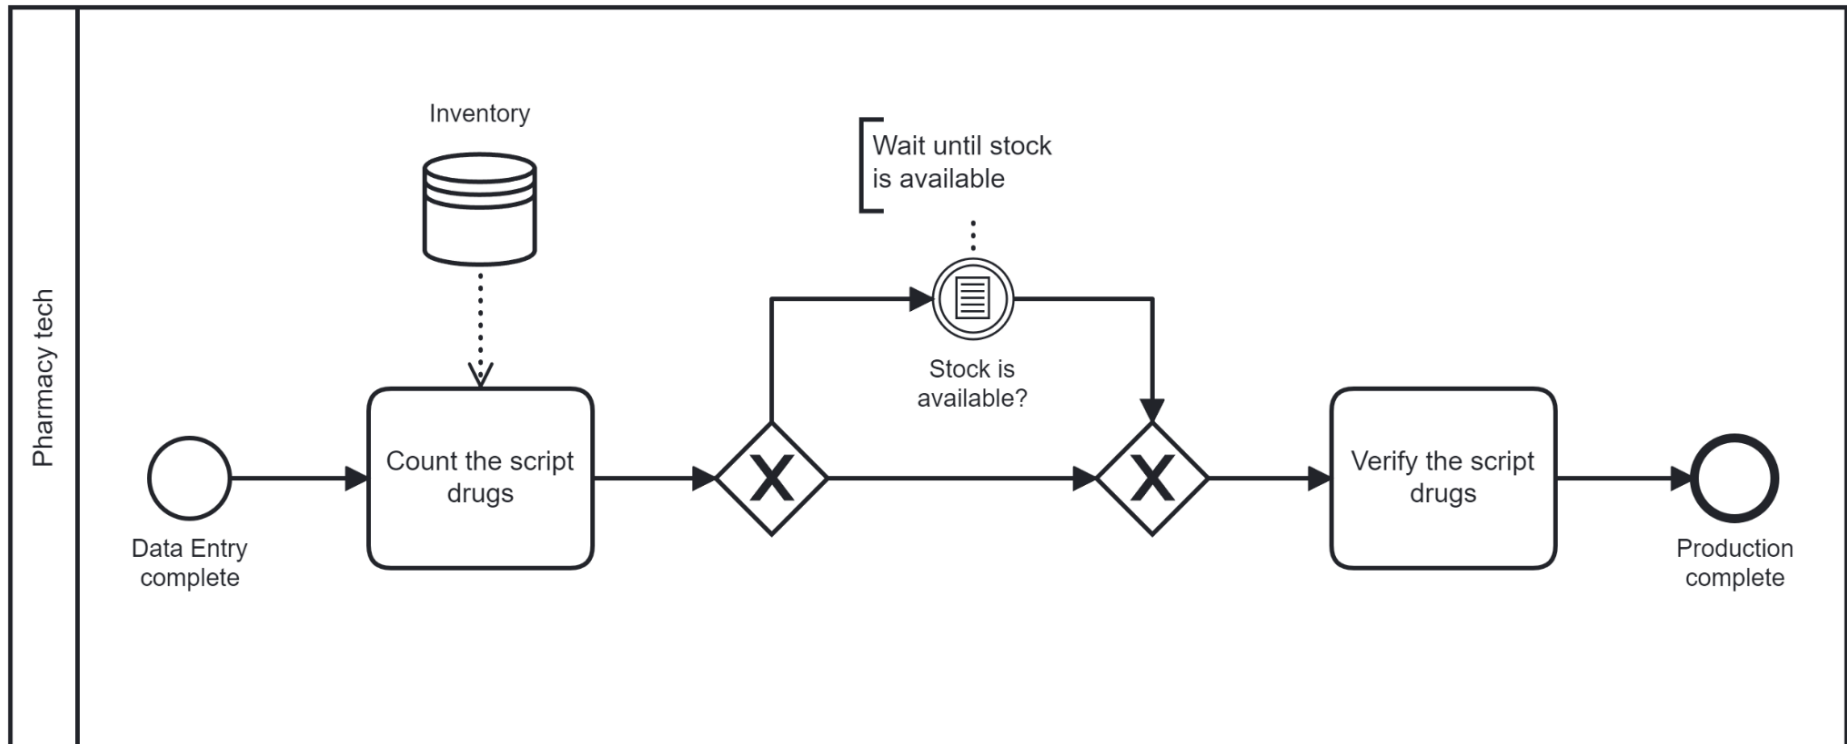 Pharmacy tech
Inventory
Wait until stock
is available
Stock is
available?
Data Entry
complete
Count the script
drugs
X
X
Verify the script
drugs
Production
complete